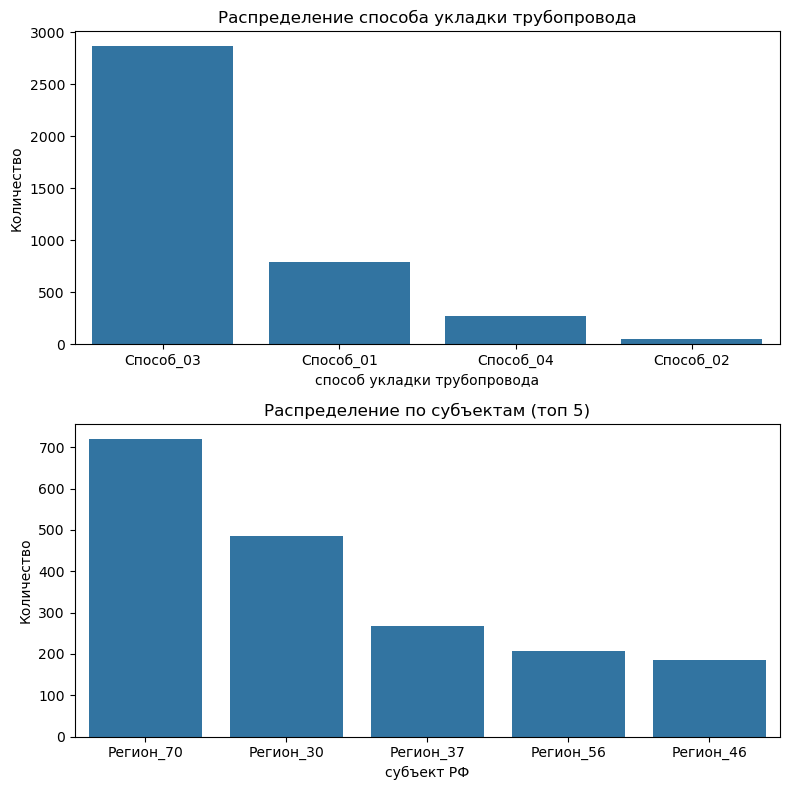 Распределение способа укладки трубопровода
3000
2500
2000
1500
1000
500
0
Количество
Способ_03 Способ_01 Способ_04 Способ_02
способ укладки трубопровода
Распределение по субъектам (топ 5)
700
600
500
400
300
200
100
0
Количество
Регион_70 Регион_30 Регион_37 Регион_56 Регион_46
субъект РФ